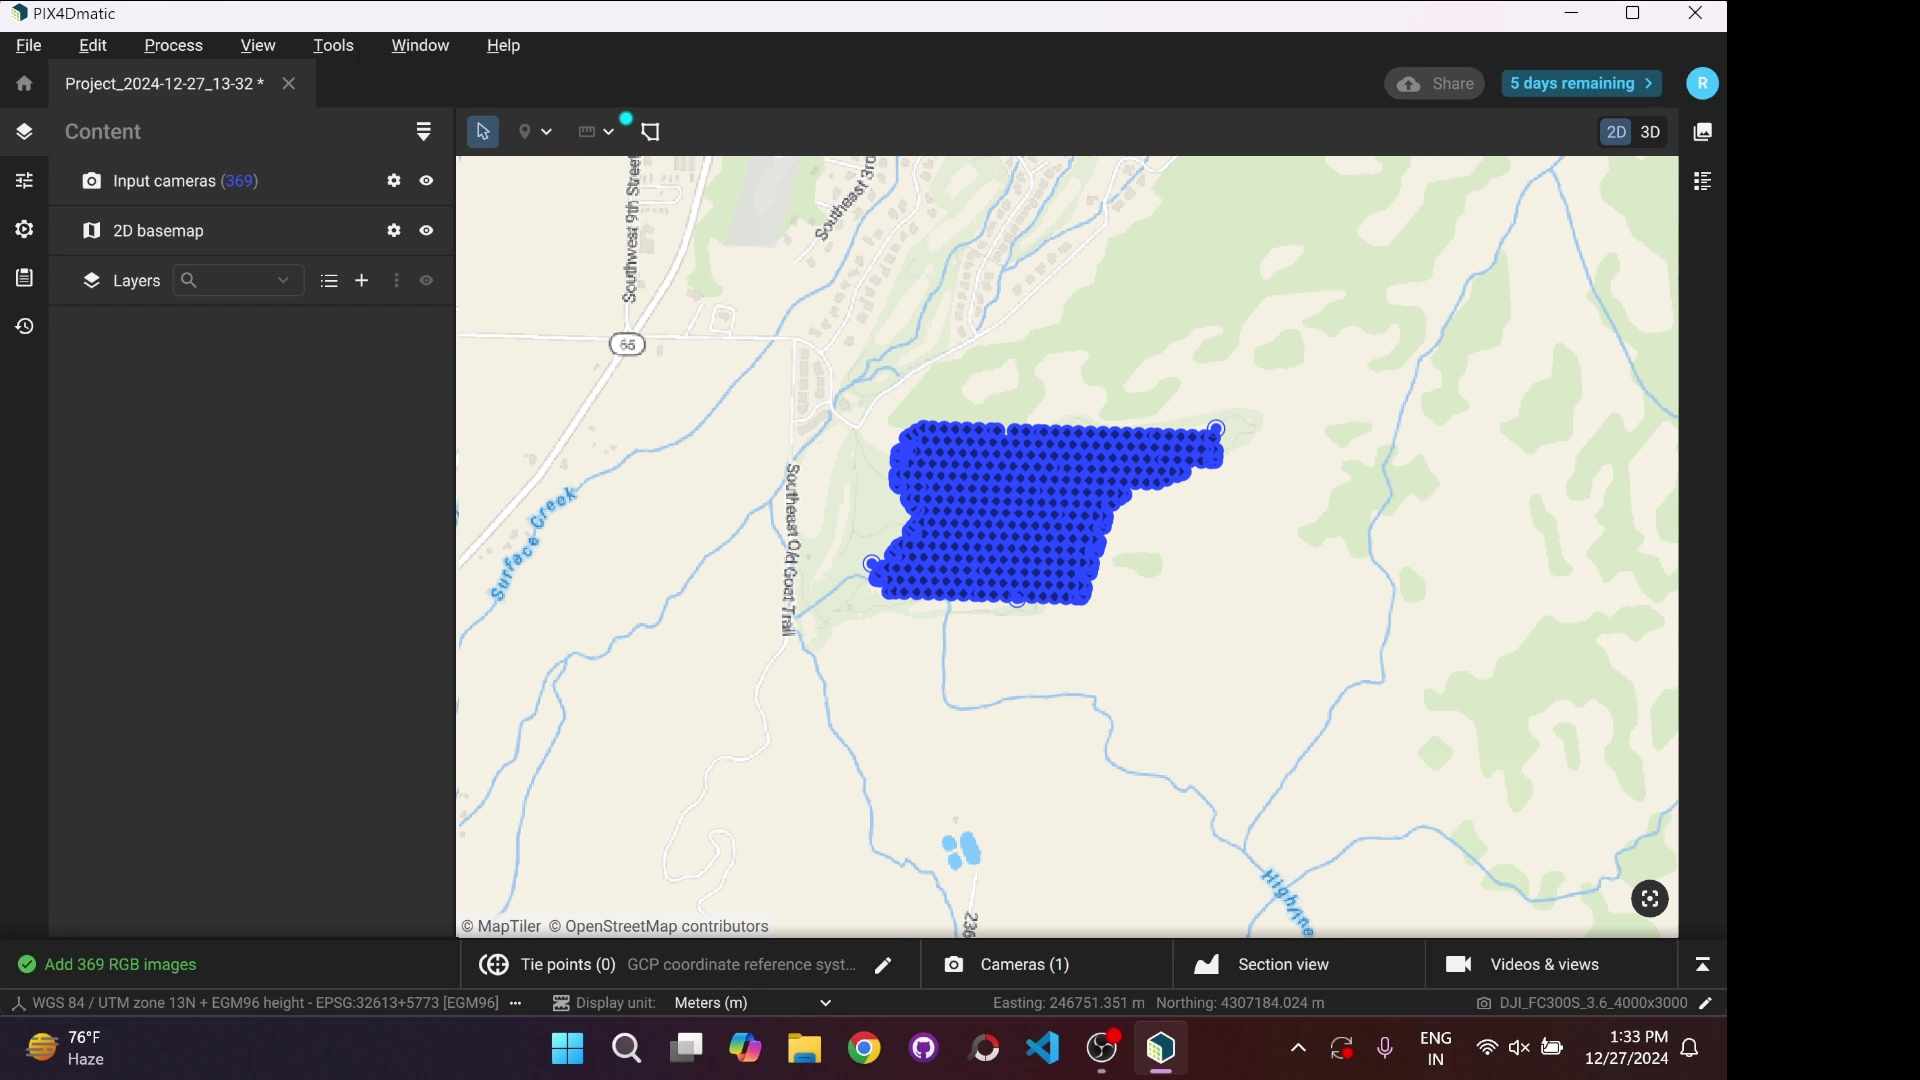 PIX4Dmatic
File Edit Process View Tools Window Help
Project_2024-12-27_13-32 *
Share
5 days remaining
R
Content
2D 3D
Input cameras (369)
2D basemap
Layers
Southwest 9th Street
Southeast 3rd
65
Surface Creek
Southeast Old Goat Trail
Highline
236
© MapTiler © OpenStreetMap contributors
Add 369 RGB images
Tie points (0) GCP coordinate reference syst...
Cameras (1)
Section view
Videos & views
WGS 84 / UTM zone 13N + EGM96 height - EPSG:32613+5773 [EGM96]
Display unit: Meters (m)
Easting: 246751.351 m Northing: 4307184.024 m
DJI_FC300S_3.6_4000x3000
76°F
Haze
ENG
IN
1:33 PM
12/27/2024